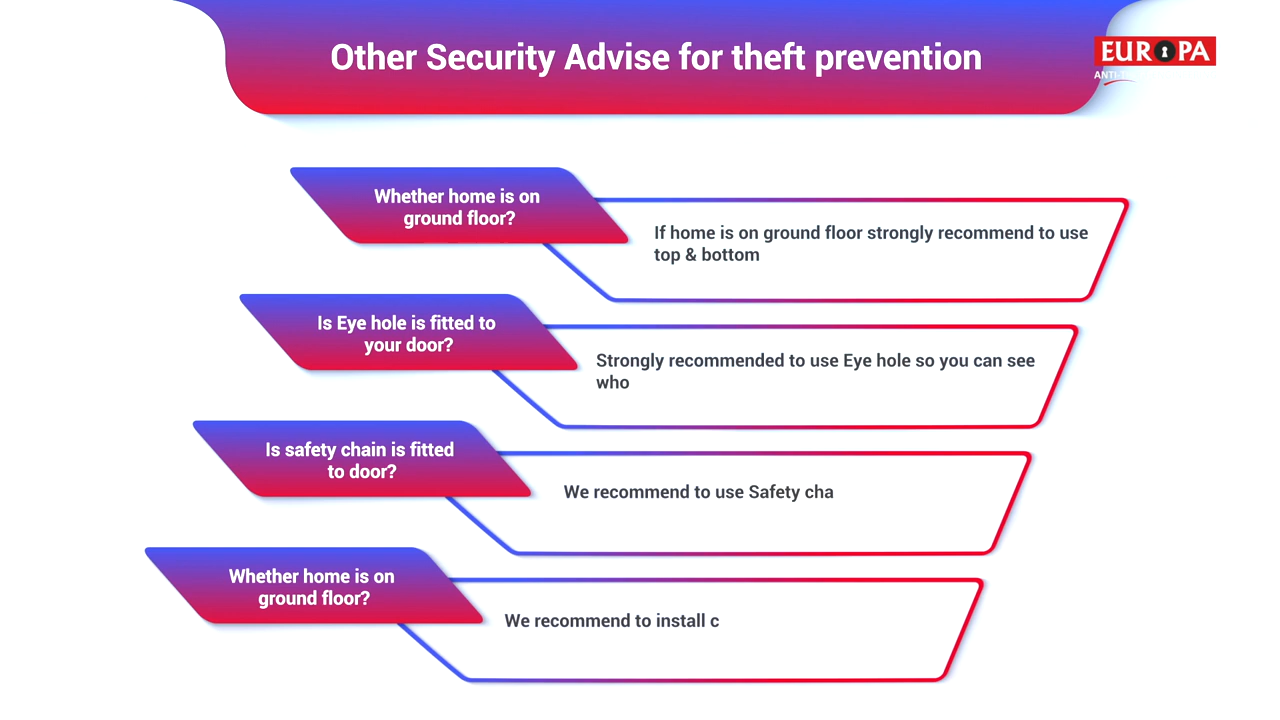 Other Security Advise for theft prevention
EUROPA
Whether home is on
ground floor?
If home is on ground floor strongly recommend to use
top & bottom
Is Eye hole is fitted to
your door?
Strongly recommended to use Eye hole so you can see
who
Is safety chain is fitted
to door?
We recommend to use Safety cha
Whether home is on
ground floor?
We recommend to install c